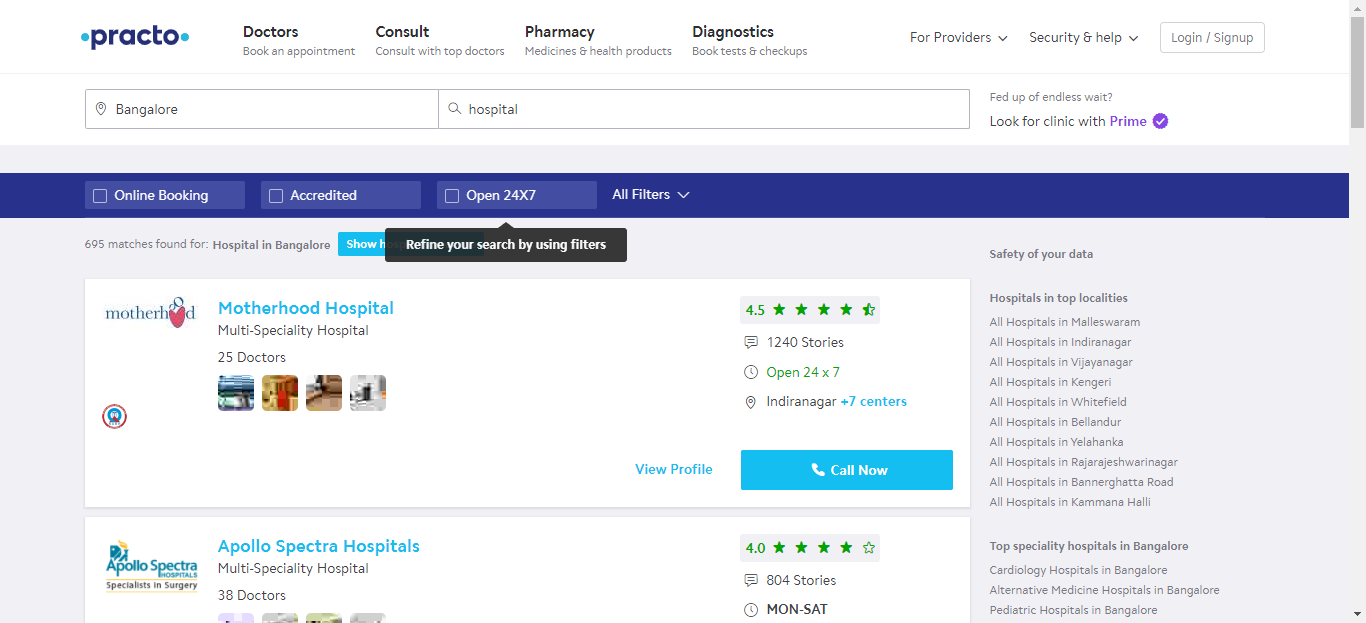 practo
Doctors
Book an appointment
Consult
Consult with top doctors
Pharmacy
Medicines & health products
Diagnostics
Book tests & checkups
For Providers
Security & help
Login / Signup
Bangalore
hospital
Fed up of endless wait?
Look for clinic with Prime
Online Booking
Accredited
Open 24X7
All Filters
695 matches found for: Hospital in Bangalore
Show h
Refine your search by using filters
motherhood
Motherhood Hospital
Multi-Speciality Hospital
25 Doctors
4.5
1240 Stories
Open 24 x 7
Indiranagar +7 centers
View Profile
Call Now
Apollo Spectra
HOSPITALS
Specialists in Surgery
Apollo Spectra Hospitals
Multi-Speciality Hospital
38 Doctors
4.0
804 Stories
MON-SAT
Safety of your data
Hospitals in top localities
All Hospitals in Malleswaram
All Hospitals in Indiranagar
All Hospitals in Vijayanagar
All Hospitals in Kengeri
All Hospitals in Whitefield
All Hospitals in Bellandur
All Hospitals in Yelahanka
All Hospitals in Rajarajeshwarinagar
All Hospitals in Bannerghatta Road
All Hospitals in Kammana Halli
Top speciality hospitals in Bangalore
Cardiology Hospitals in Bangalore
Alternative Medicine Hospitals in Bangalore
Pediatric Hospitals in Bangalore